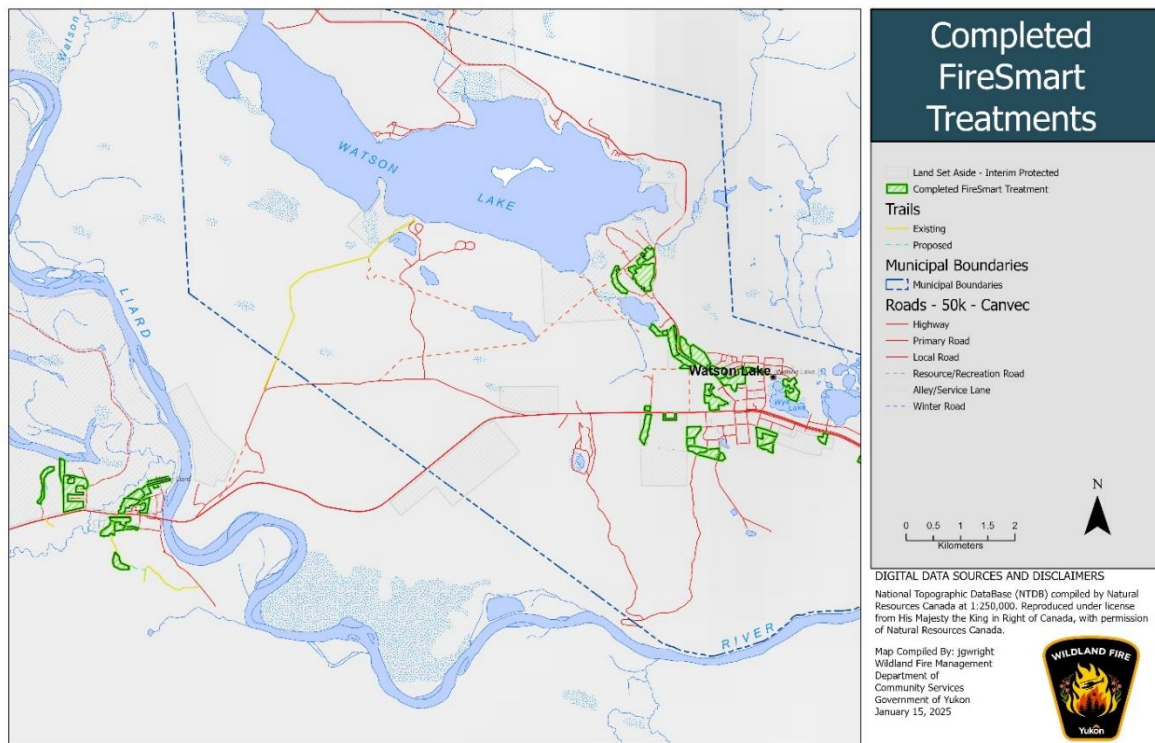 Completed
FireSmart
Treatments
Land Set Aside - Interim Protected
Completed FireSmart Treatment
Trails
Existing
Proposed
Municipal Boundaries
Municipal Boundaries
Roads - 50k - Canvec
Highway
Primary Road
Local Road
Resource/Recreation Road
Alley/Service Lane
Winter Road
N
0 0.5 1 1.5 2
Kilometers
DIGITAL DATA SOURCES AND DISCLAIMERS
National Topographic DataBase (NTDB) compiled by Natural
Resources Canada at 1:250,000. Reproduced under license
from His Majesty the King in Right of Canada, with permission
of Natural Resources Canada.
Map Compiled By: jgwright
Wildland Fire Management
Department of
Community Services
Government of Yukon
January 15, 2025
WILDLAND FIRE
Yukon
Watson
WATSON
LAKE
LIARD
Watson Lake
Watson Lake
Lake
Liard
RIVER